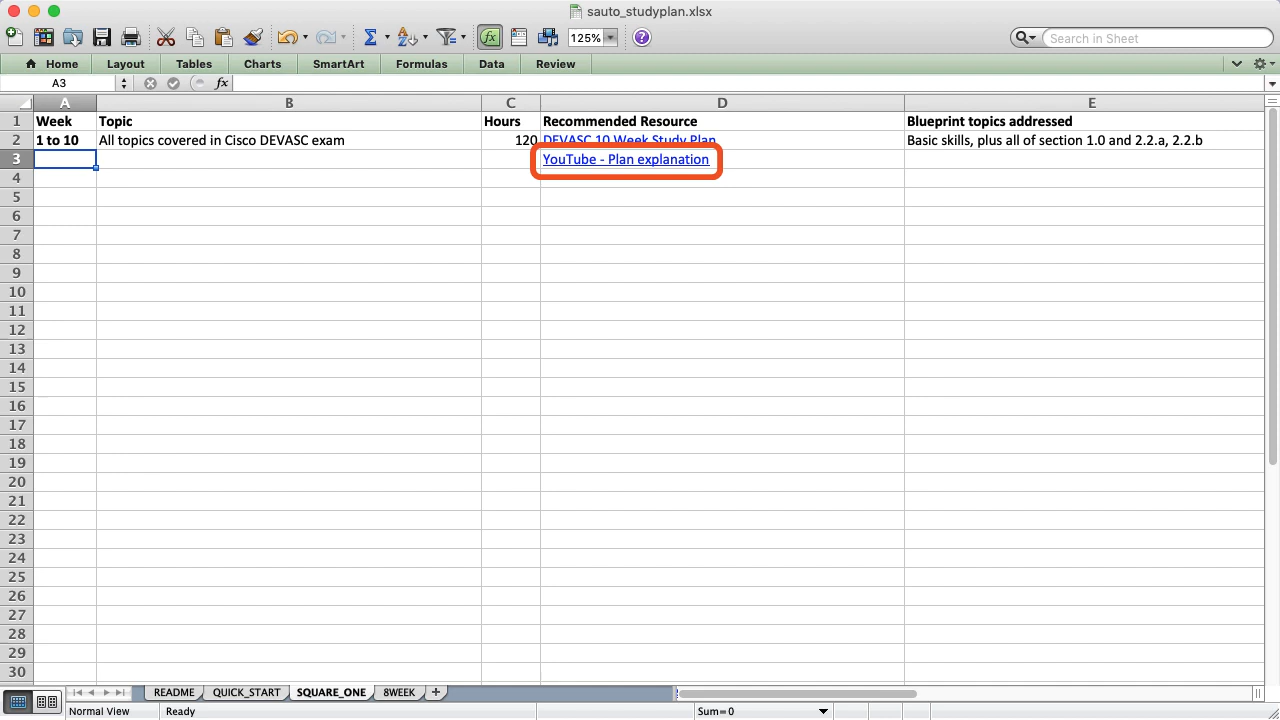 sauto_studyplan.xlsx
125%
?
Search in Sheet
Home Layout Tables Charts SmartArt Formulas Data Review
A3 fx
A B C D E
1 Week Topic Hours Recommended Resource Blueprint topics addressed
2 1 to 10 All topics covered in Cisco DEVASC exam 120 DEVASC 10 Week Study Plan Basic skills, plus all of section 1.0 and 2.2.a, 2.2.b
3 YouTube - Plan explanation
4
5
6
7
8
9
10
11
12
13
14
15
16
17
18
19
20
21
22
23
24
25
26
27
28
29
30
README QUICK_START SQUARE_ONE 8WEEK +
Normal View Ready Sum=0